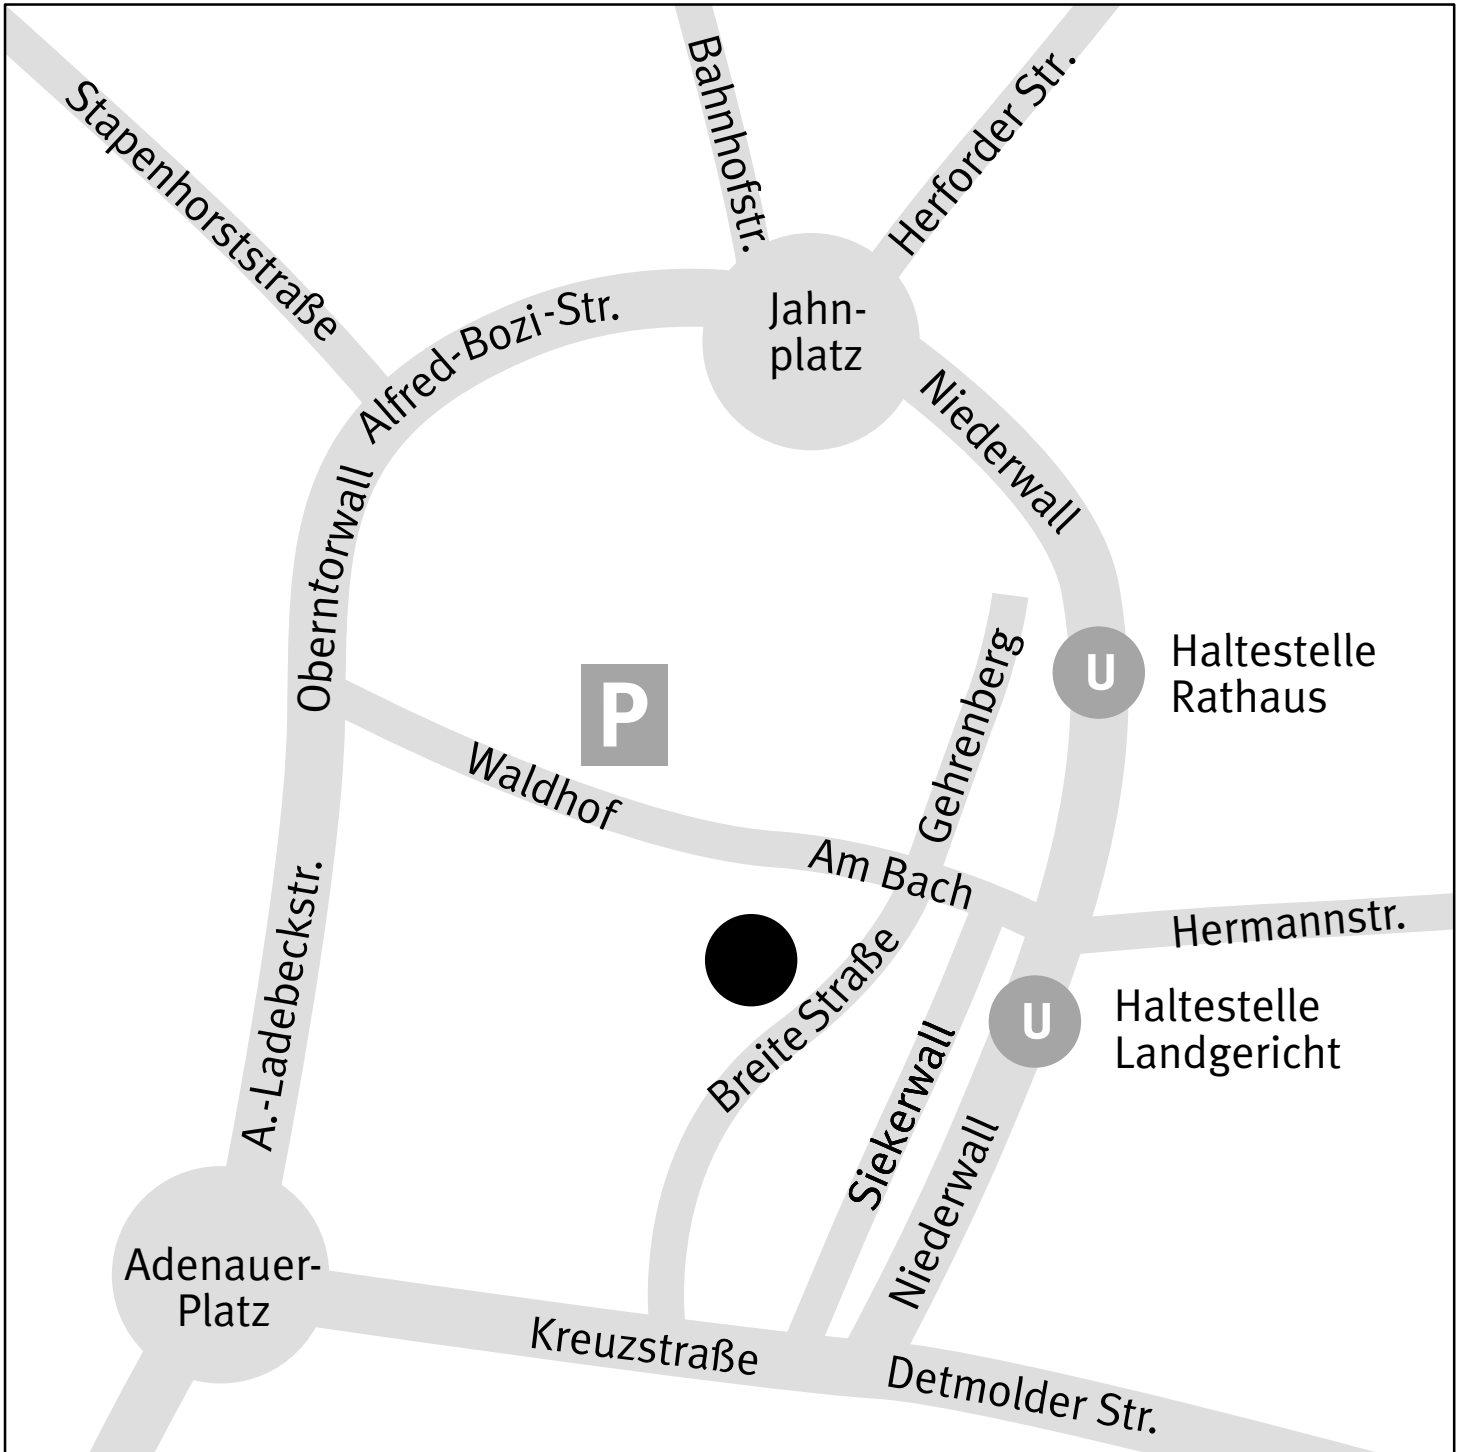 Stapenhorststraße
Bahnhofstr.
Herforder Str.
Alfred-Bozi-Str.
Jahn-
platz
Niederwall
Oberntorwall
Gehrenberg
U
Haltestelle
Rathaus
P
Waldhof
Am Bach
Hermannstr.
A.-Ladebeckstr.
Breite Straße
U
Haltestelle
Landgericht
Siekerwall
Niederwall
Adenauer-
Platz
Kreuzstraße
Detmolder Str.